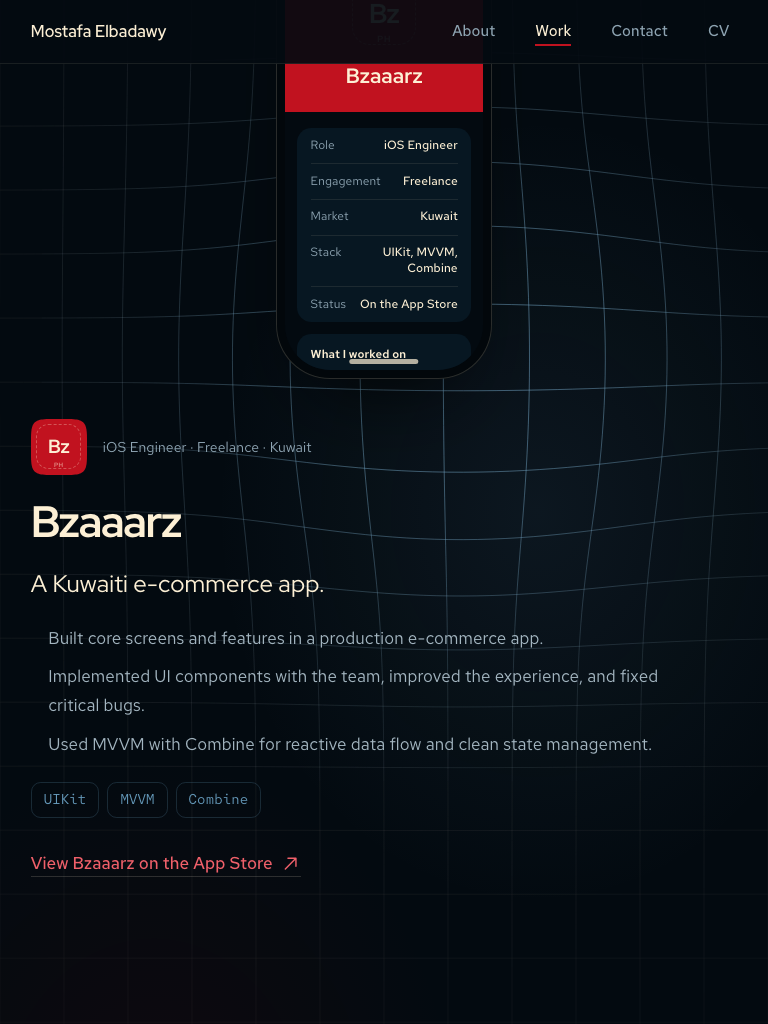 Mostafa Elbadawy
About
Work
Contact
CV
Bz
Bzaaarz
Role iOS Engineer
Engagement Freelance
Market Kuwait
Stack UIKit, MVVM,
Combine
Status On the App Store
What I worked on
Bz
PH
iOS Engineer · Freelance · Kuwait
Bzaaarz
A Kuwaiti e-commerce app.
Built core screens and features in a production e-commerce app.
Implemented UI components with the team, improved the experience, and fixed
critical bugs.
Used MVVM with Combine for reactive data flow and clean state management.
UIKit
MVVM
Combine
View Bzaaarz on the App Store